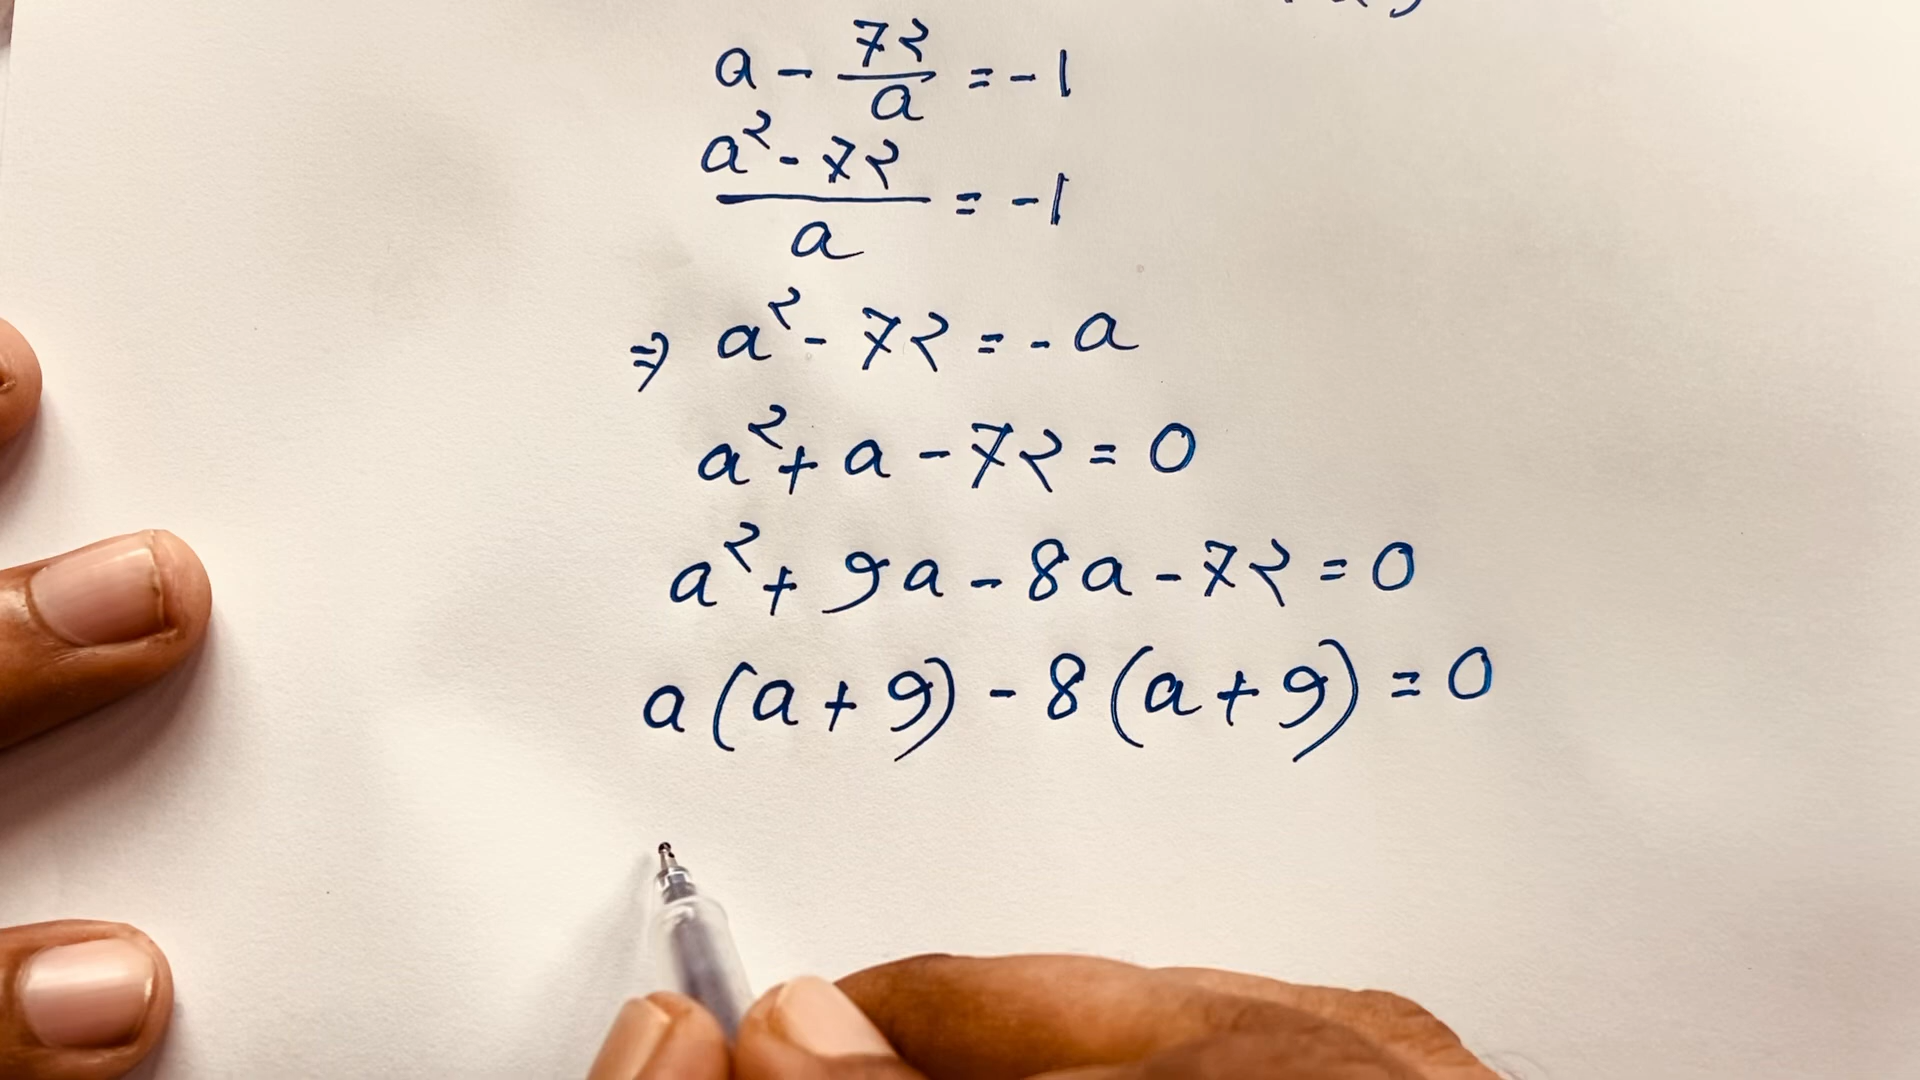 a - 72/a = -1
(a² - 72)/a = -1
⇒ a² - 72 = -a
a² + a - 72 = 0
a² + 9a - 8a - 72 = 0
a(a + 9) - 8(a + 9) = 0